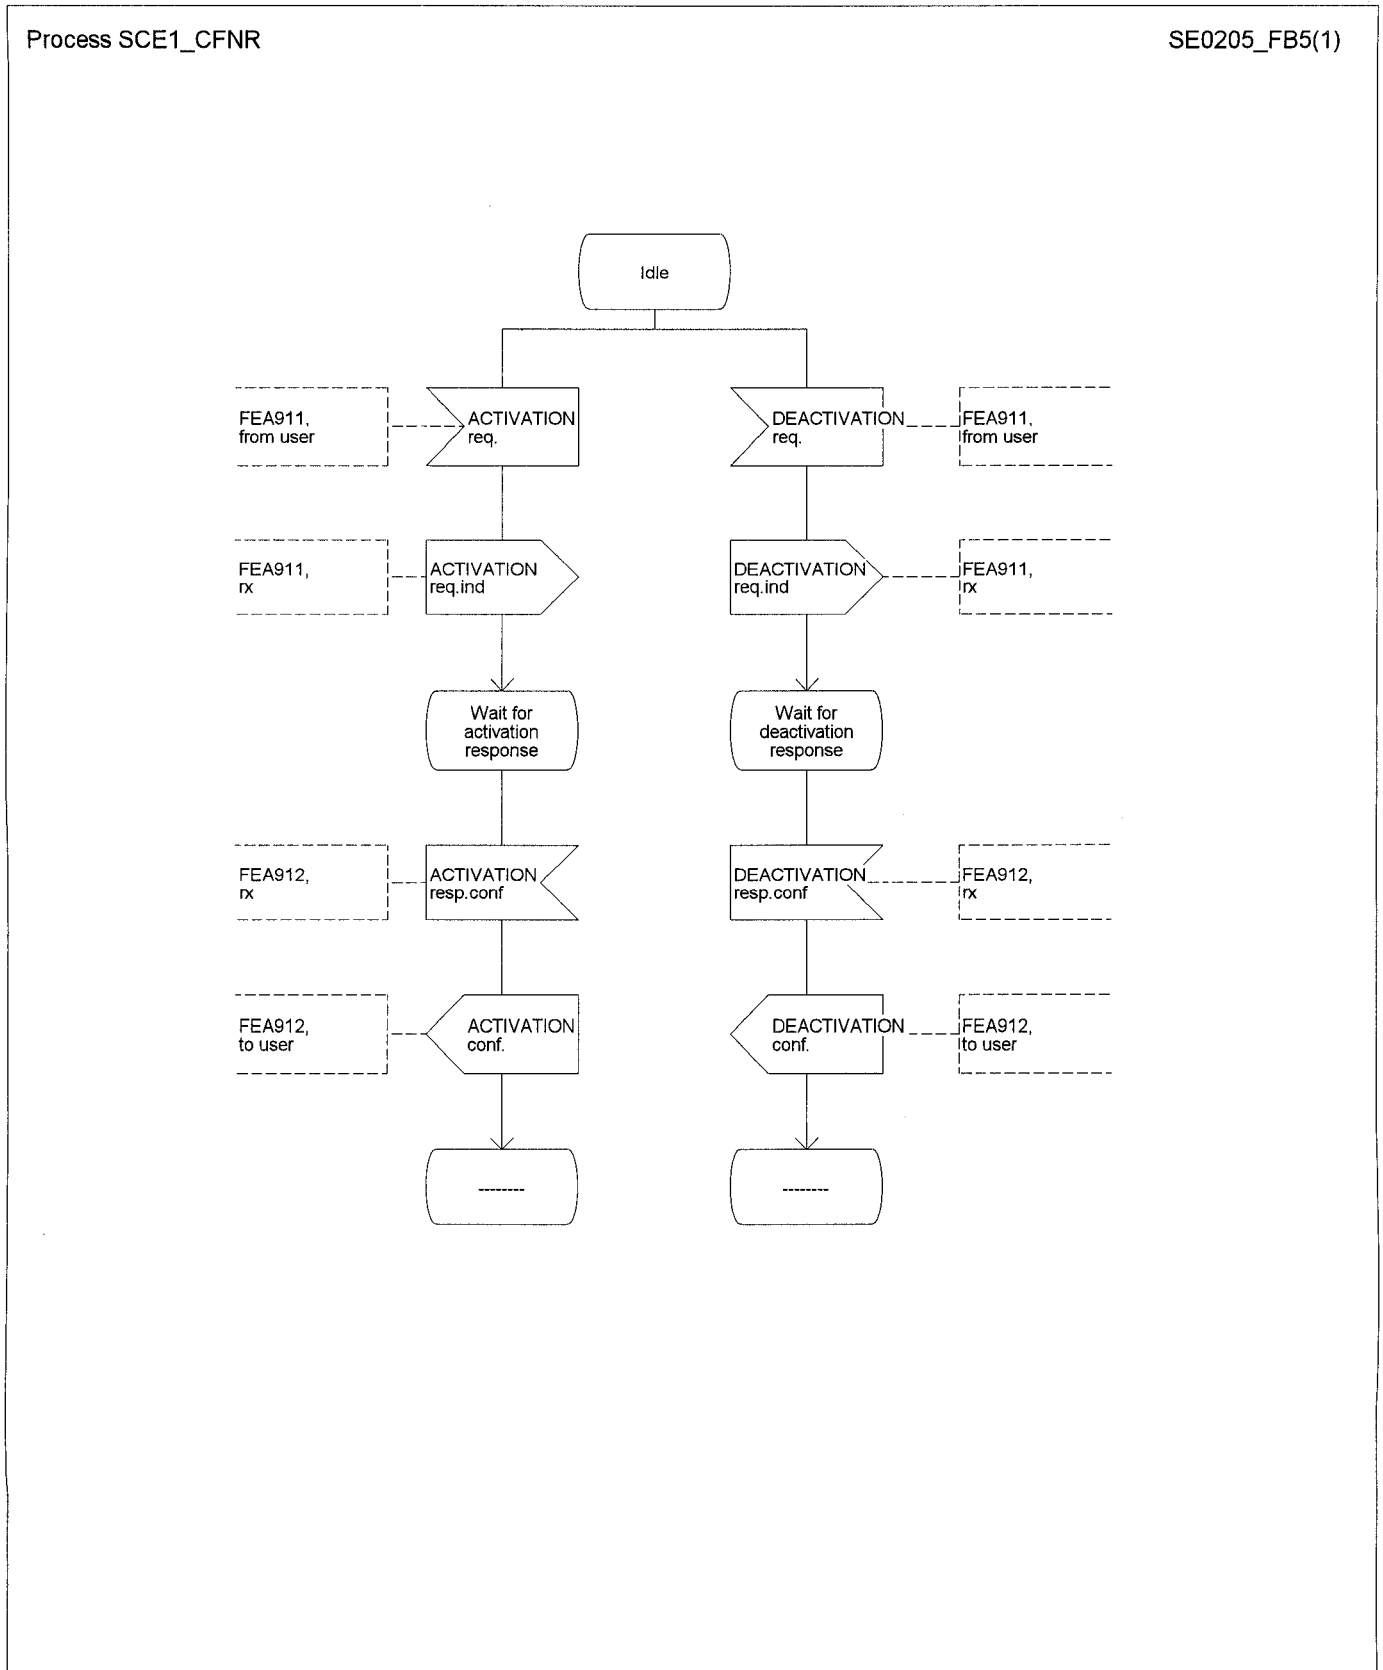 Process SCE1_CFNR
SE0205_FB5(1)
Idle
FEA911,
from user
ACTIVATION
req.
DEACTIVATION
req.
FEA911,
from user
FEA911,
rx
ACTIVATION
req.ind
DEACTIVATION
req.ind
FEA911,
rx
Wait for
activation
response
Wait for
deactivation
response
FEA912,
rx
ACTIVATION
resp.conf
DEACTIVATION
resp.conf
FEA912,
rx
FEA912,
to user
ACTIVATION
conf.
DEACTIVATION
conf.
FEA912,
to user
--------
--------